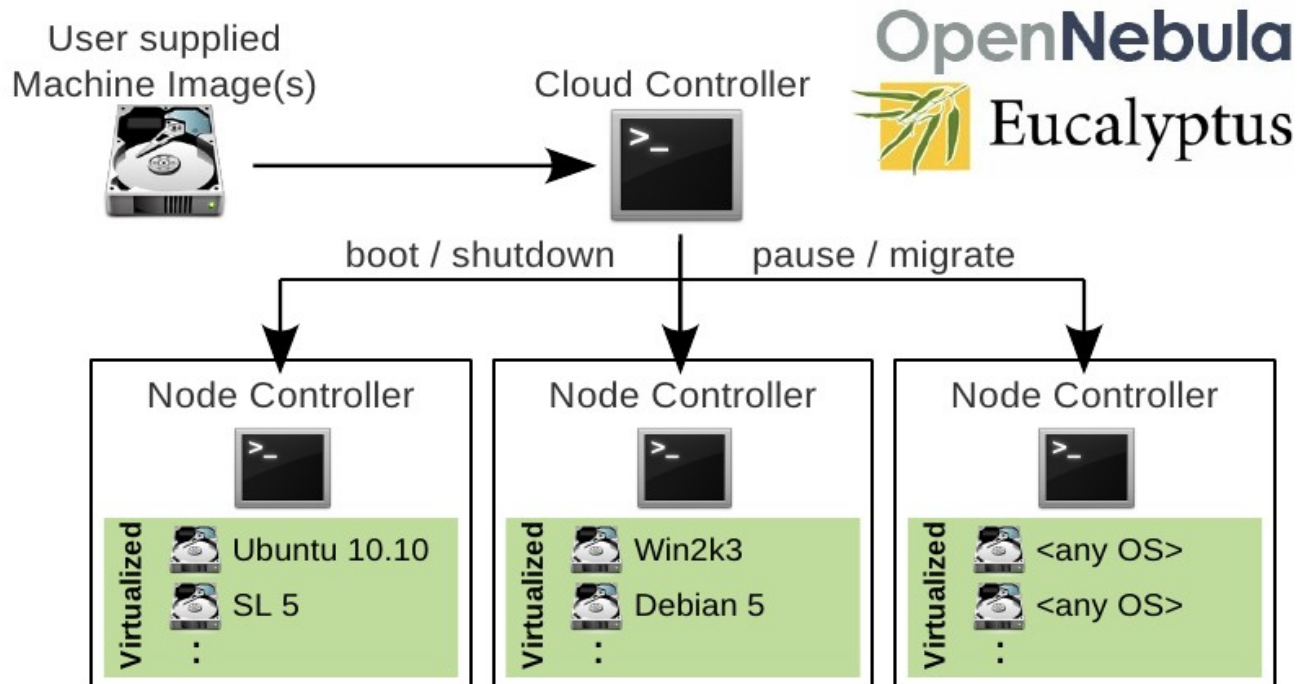 User supplied
Machine Image(s)
Cloud Controller
OpenNebula
Eucalyptus
>_
boot / shutdown
pause / migrate
Node Controller
>_
Virtualized
Ubuntu 10.10
SL 5
:
Node Controller
>_
Virtualized
Win2k3
Debian 5
:
Node Controller
>_
Virtualized
<any OS>
<any OS>
: